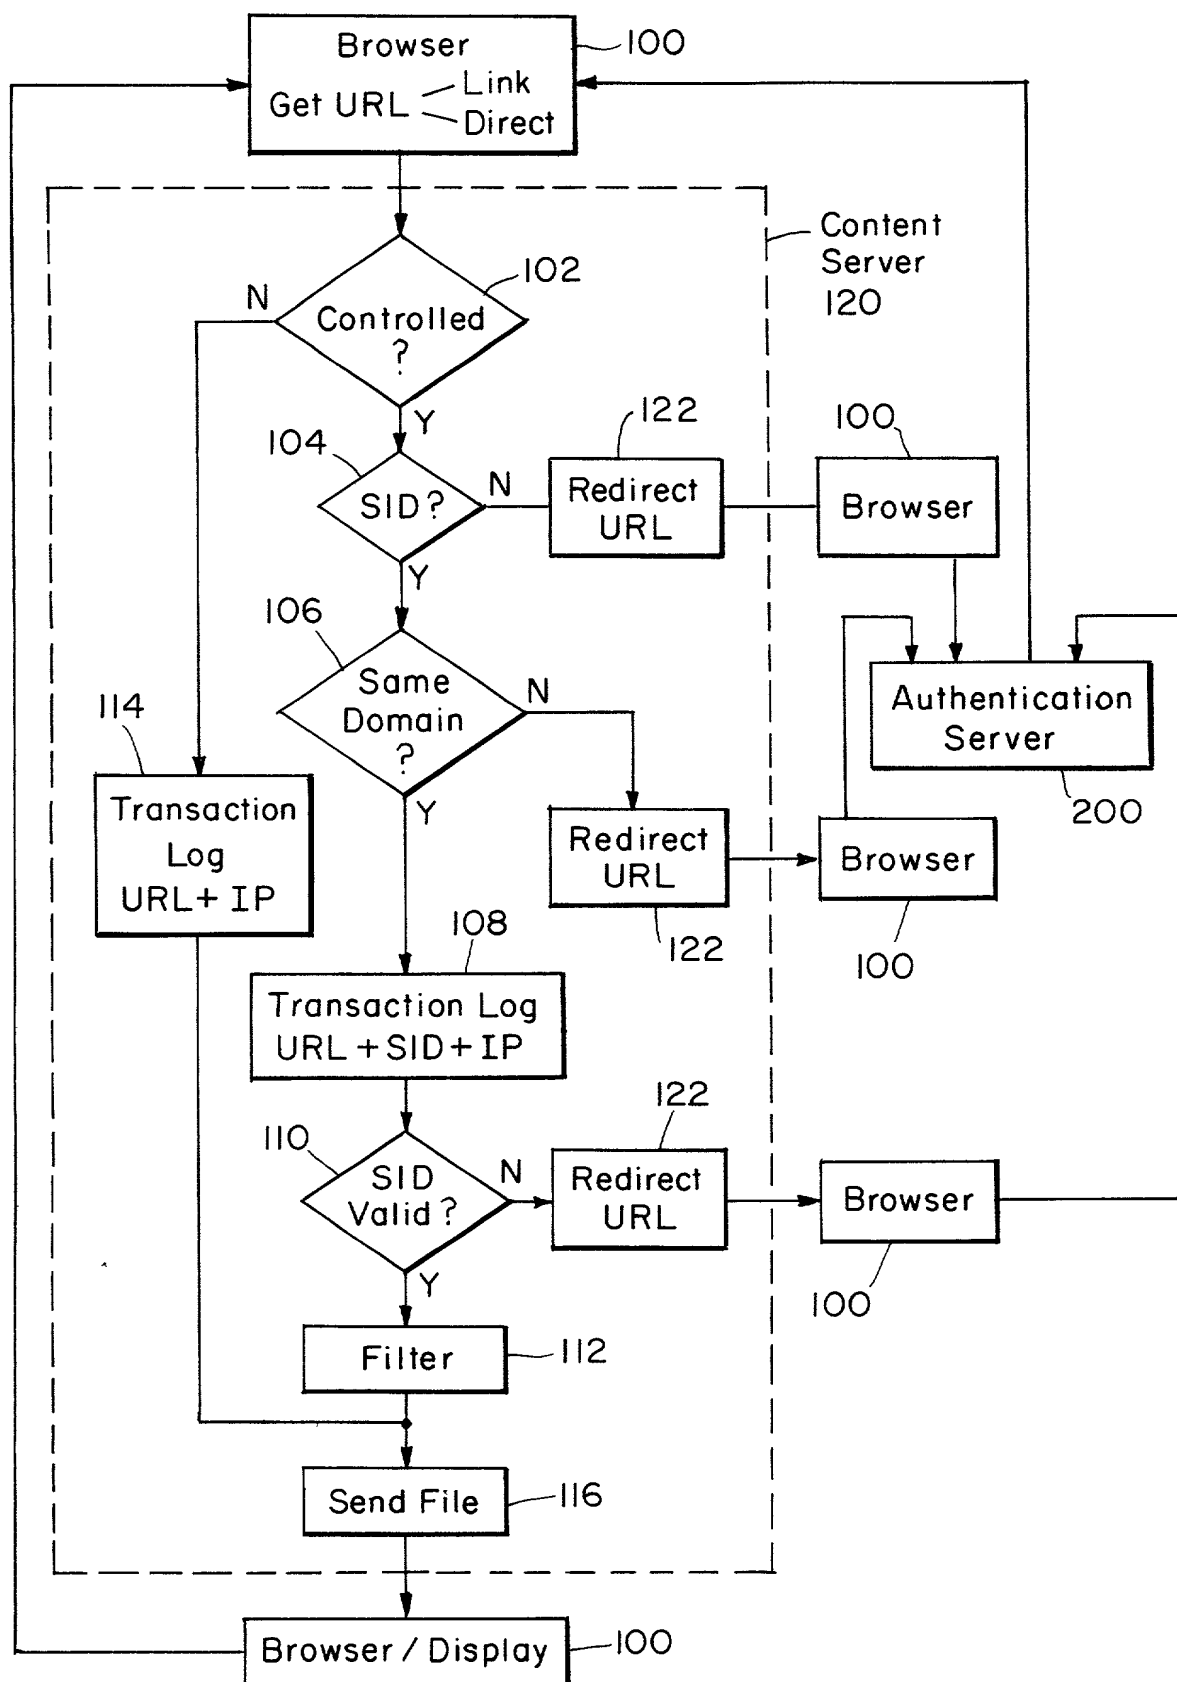 Browser
100
Get URL
Link
Direct
Content
Server
120
102
N
Controlled
?
Y
104
SID?
N
122
Redirect
URL
100
Browser
Y
106
Same
Domain
?
N
Authentication
Server
200
114
Transaction
Log
URL+ IP
Y
Redirect
URL
122
Browser
100
108
Transaction Log
URL+SID+IP
110
SID
Valid?
N
122
Redirect
URL
Browser
100
Y
Filter
112
Send File
116
Browser / Display
100